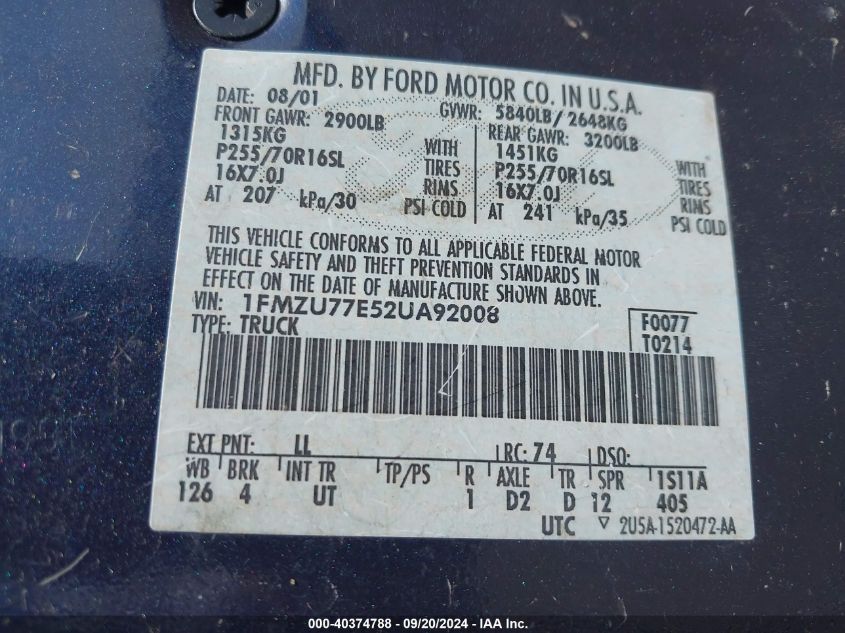 MFD. BY FORD MOTOR CO. IN U.S.A.
DATE: 08/01 GVWR: 5840LB/2648KG
FRONT GAWR: 2900LB REAR GAWR: 3200LB
1315KG WITH 1451KG WITH
P255/70R16SL TIRES P255/70R16SL TIRES
16X7.0J RIMS 16X7.0J RIMS
AT 207 kPa/30 PSI COLD AT 241 kPa/35 PSI COLD
THIS VEHICLE CONFORMS TO ALL APPLICABLE FEDERAL MOTOR
VEHICLE SAFETY AND THEFT PREVENTION STANDARDS IN
EFFECT ON THE DATE OF MANUFACTURE SHOWN ABOVE.
VIN: 1FMZU77E52UA92008 F0077
TYPE: TRUCK T0214
EXT PNT: LL RC: 74 DSO:
WB BRK INT TR TP/PS R AXLE TR SPR 1S11A
126 4 UT 1 D2 D 12 405
UTC ▽ 2U5A-1520472-AA
000-40374788 - 09/20/2024 - IAA Inc.